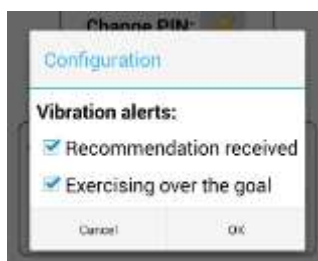 Change PIN:
Configuration
Vibration alerts:
Recommendation received
Exercising over the goal
Cancel OK